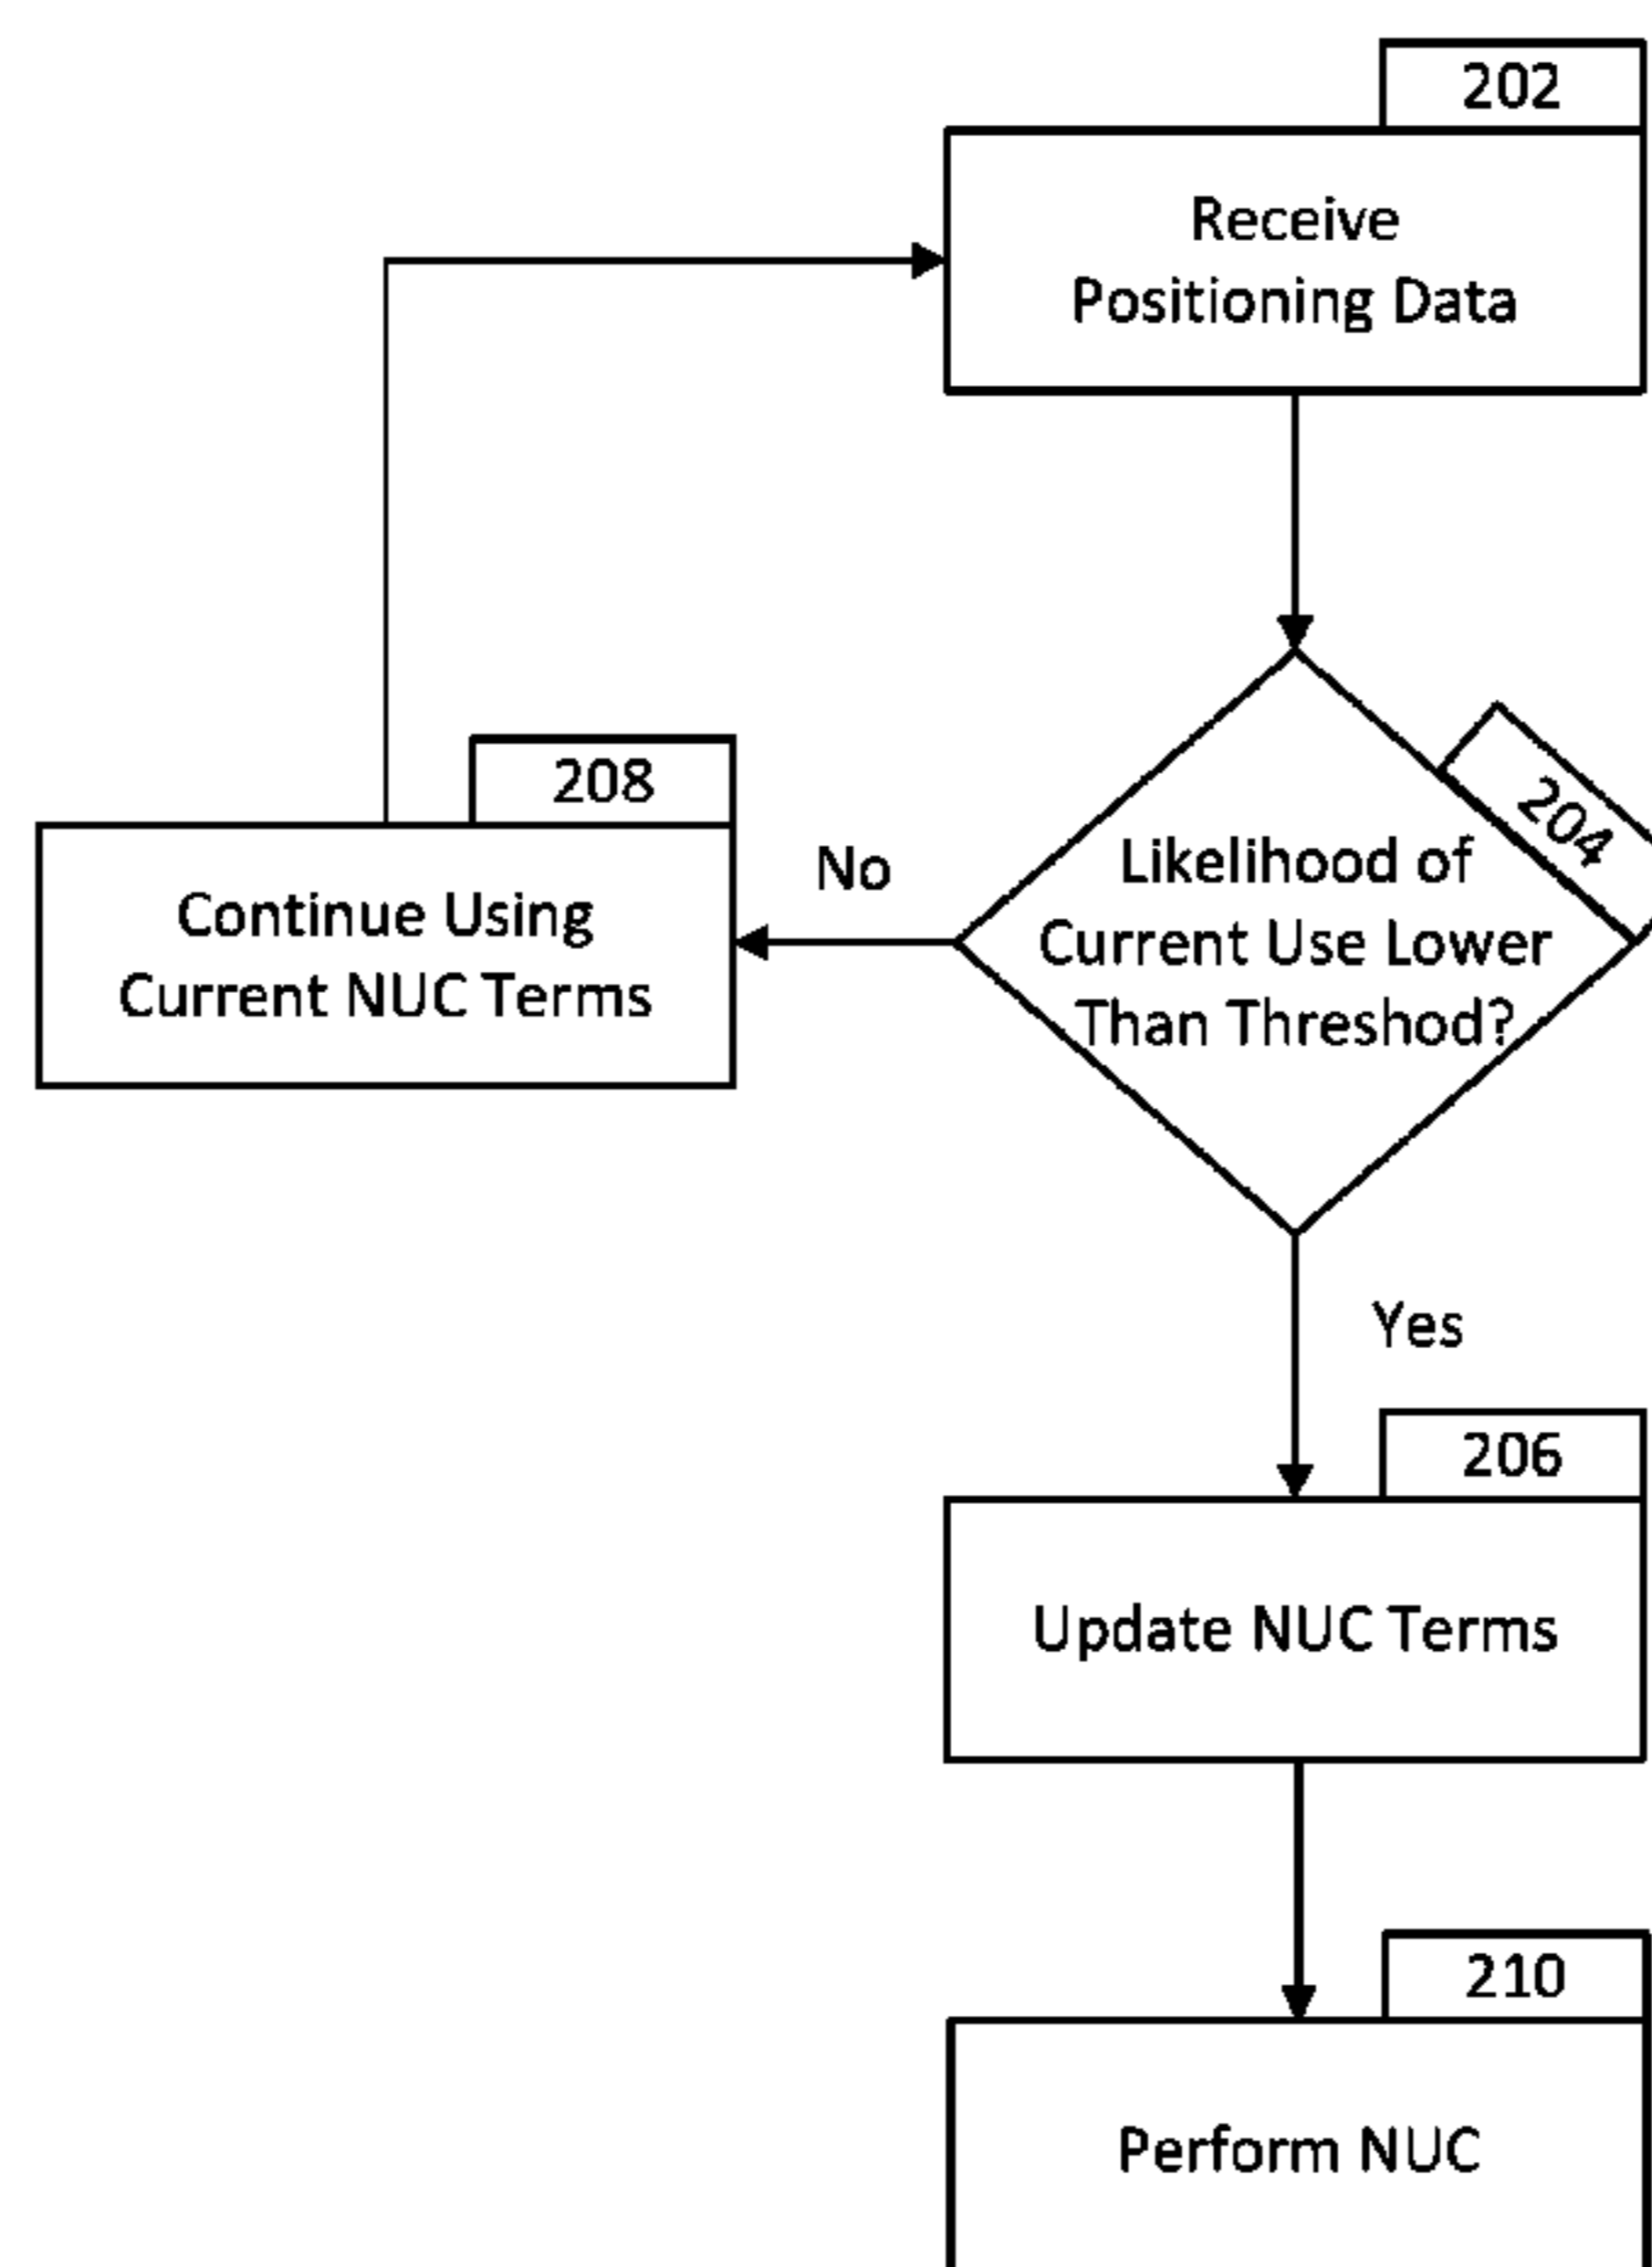 202
Receive
Positioning Data
204
Likelihood of
Current Use Lower
Than Threshod?
No
208
Continue Using
Current NUC Terms
Yes
206
Update NUC Terms
210
Perform NUC